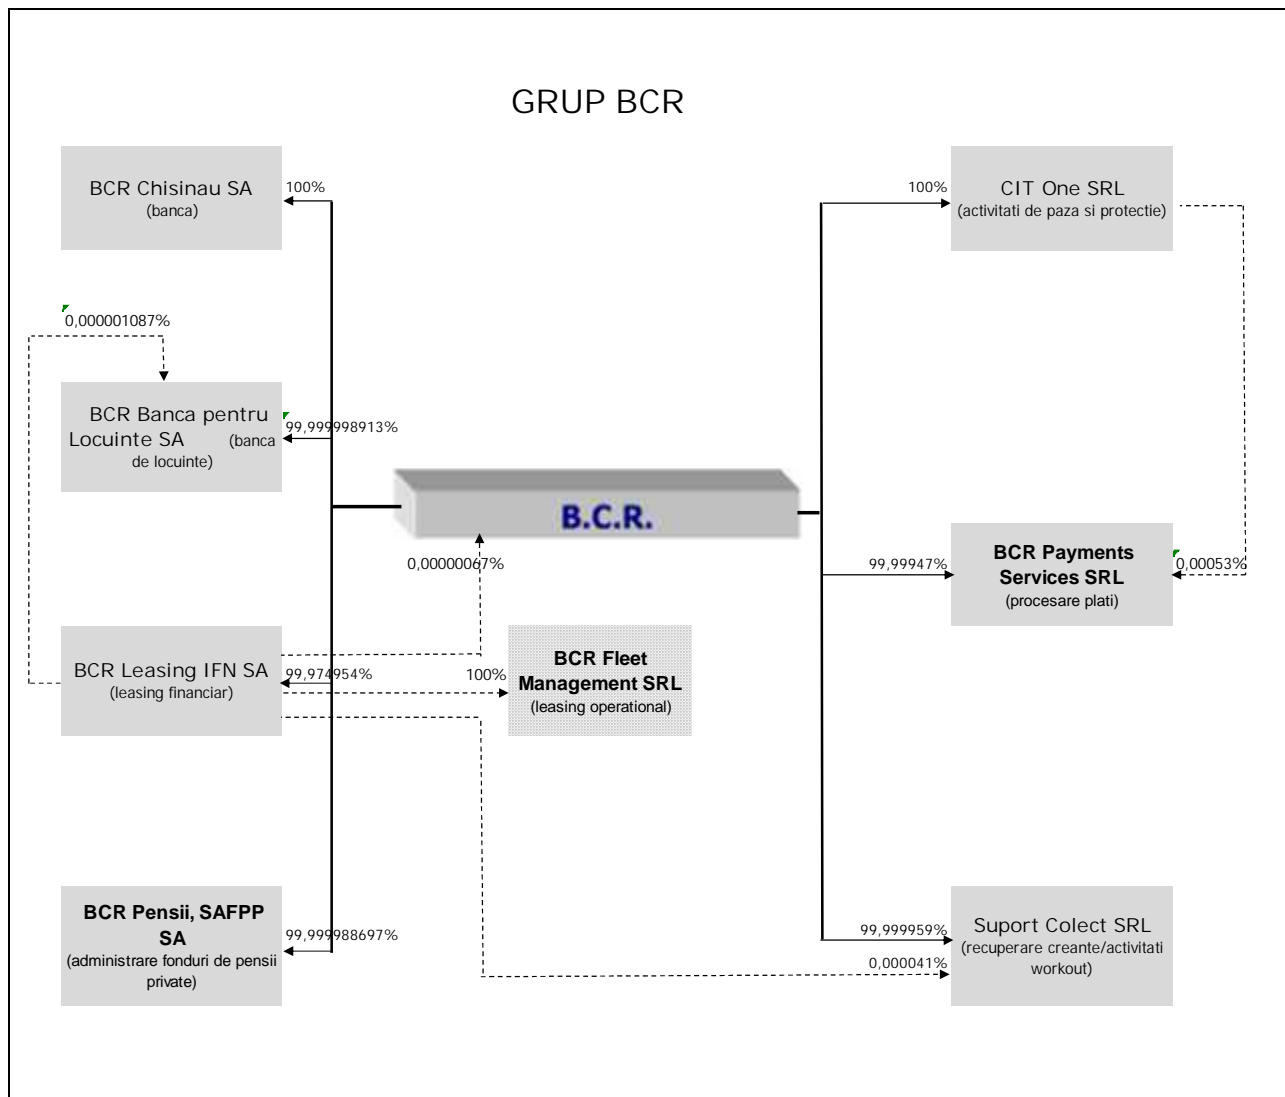 GRUP BCR
BCR Chisinau SA
(banca)
100%
100%
CIT One SRL
(activitati de paza si protectie)
0,000001087%
BCR Banca pentru
Locuinte SA (banca
de locuinte)
99,999998913%
B.C.R.
0,00000067%
99,99947%
BCR Payments
Services SRL
(procesare plati)
0,00053%
BCR Leasing IFN SA
(leasing financiar)
99,974954%
100%
BCR Fleet
Management SRL
(leasing operational)
BCR Pensii, SAFPP
SA
(administrare fonduri de pensii
private)
99,999988697%
99,999959%
0,000041%
Suport Colect SRL
(recuperare creante/activitati
workout)